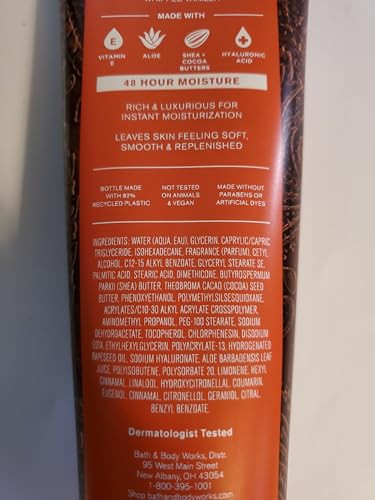 WHIPPED VANILLA
MADE WITH
E
VITAMIN E
ALOE
SHEA + COCOA BUTTERS
HYALURONIC ACID
48 HOUR MOISTURE
RICH & LUXURIOUS FOR
INSTANT MOISTURIZATION
LEAVES SKIN FEELING SOFT,
SMOOTH & REPLENISHED
BOTTLE MADE
WITH 82%
RECYCLED PLASTIC
NOT TESTED
ON ANIMALS
& VEGAN
MADE WITHOUT
PARABENS OR
ARTIFICIAL DYES
INGREDIENTS: WATER (AQUA, EAU), GLYCERIN, CAPRYLIC/CAPRIC
TRIGLYCERIDE, ISOHEXADECANE, FRAGRANCE (PARFUM), CETYL
ALCOHOL, C12-15 ALKYL BENZOATE, GLYCERYL STEARATE SE,
PALMITIC ACID, STEARIC ACID, DIMETHICONE, BUTYROSPERMUM
PARKII (SHEA) BUTTER, THEOBROMA CACAO (COCOA) SEED
BUTTER, PHENOXYETHANOL, POLYMETHYLSILSESQUIOXANE,
ACRYLATES/C10-30 ALKYL ACRYLATE CROSSPOLYMER,
AMINOMETHYL PROPANOL, PEG-100 STEARATE, SODIUM
DEHYDROACETATE, TOCOPHEROL, CHLORPHENESIN, DISODIUM
EDTA, ETHYLHEXYLGLYCERIN, POLYACRYLATE-13, HYDROGENATED
RAPESEED OIL, SODIUM HYALURONATE, ALOE BARBADENSIS LEAF
JUICE, POLYISOBUTENE, POLYSORBATE 20, LIMONENE, HEXYL
CINNAMAL, LINALOOL, HYDROXYCITRONELLAL, COUMARIN,
EUGENOL, CINNAMAL, CITRONELLOL, GERANIOL, CITRAL,
BENZYL BENZOATE.
Dermatologist Tested
Bath & Body Works, Distr.
95 West Main Street
New Albany, OH 43054
1-800-395-1001
Shop bathandbodyworks.com